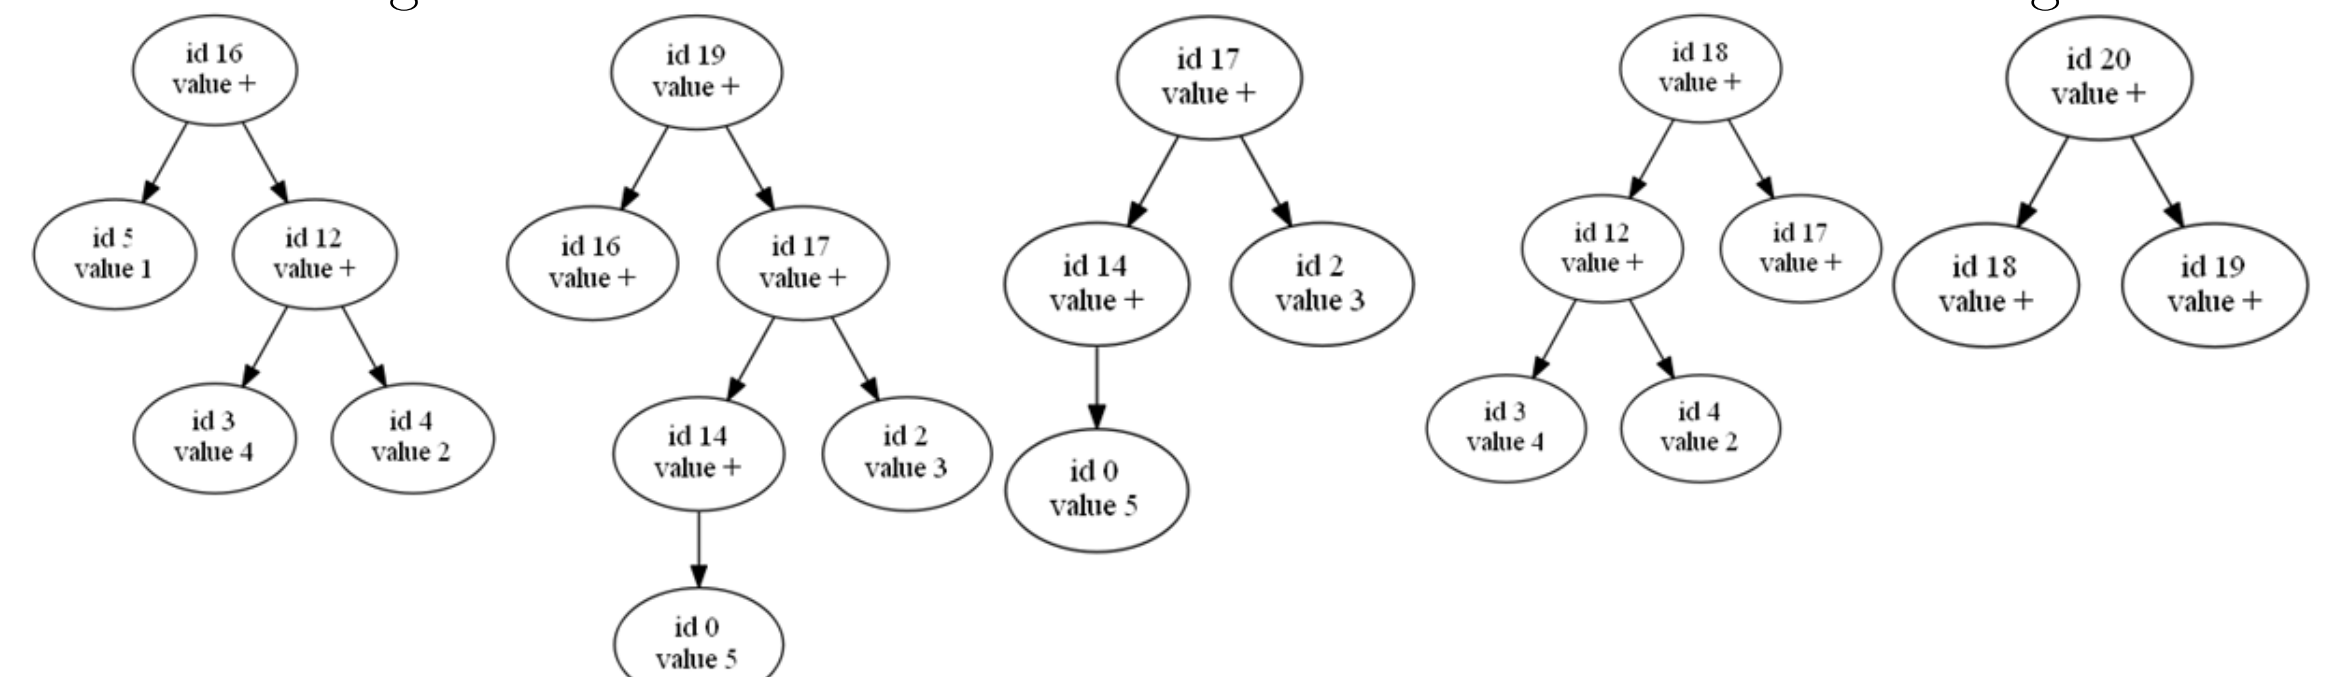 id 16
value +
id 5
value 1
id 12
value +
id 3
value 4
id 4
value 2
id 19
value +
id 16
value +
id 17
value +
id 14
value +
id 2
value 3
id 0
value 5
id 17
value +
id 14
value +
id 2
value 3
id 0
value 5
id 18
value +
id 12
value +
id 17
value +
id 3
value 4
id 4
value 2
id 20
value +
id 18
value +
id 19
value +